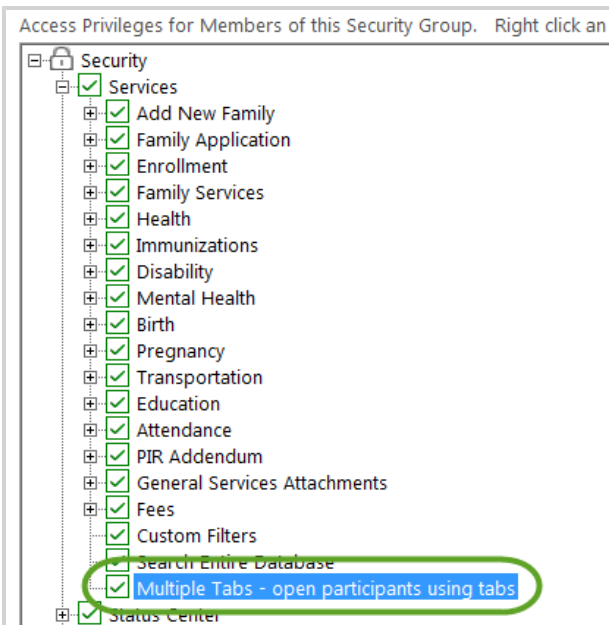 Access Privileges for Members of this Security Group. Right click an
Security
Services
Add New Family
Family Application
Enrollment
Family Services
Health
Immunizations
Disability
Mental Health
Birth
Pregnancy
Transportation
Education
Attendance
PIR Addendum
General Services Attachments
Fees
Custom Filters
Search Entire Database
Multiple Tabs - open participants using tabs
Status Center